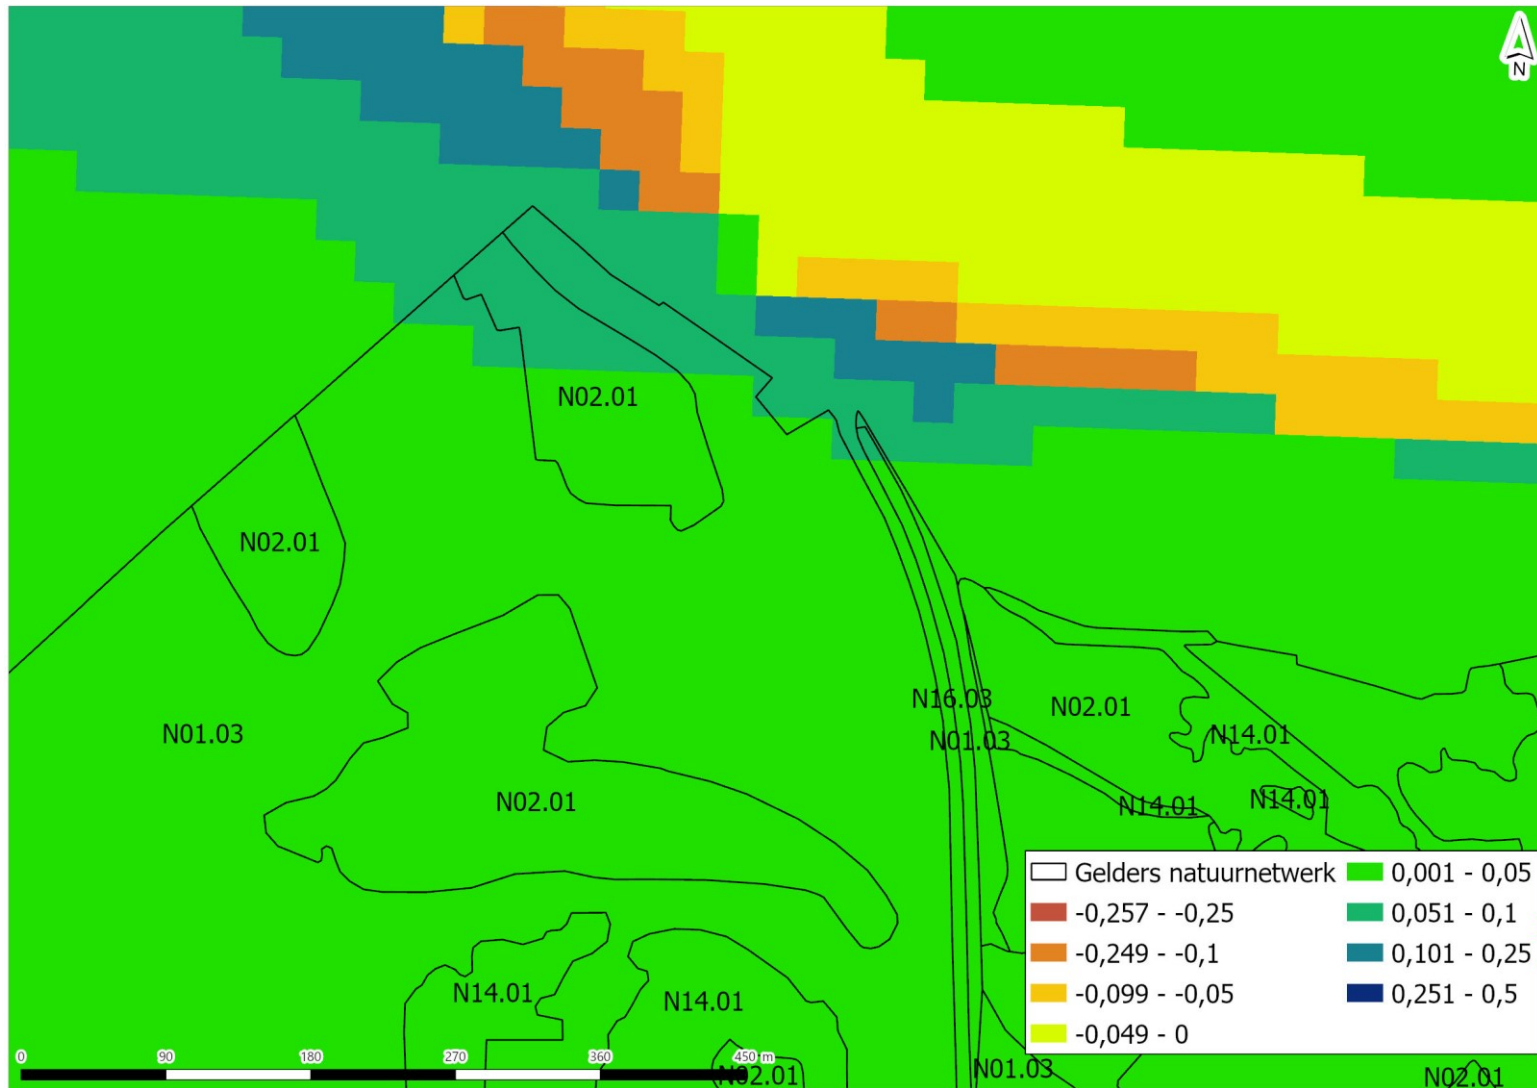 N
N02.01
N02.01
N16.03
N02.01
N01.03
N01.03
N14.01
N02.01
N14.01
N14.01
N14.01
N14.01
N01.03
N02.01
N02.01
0 90 180 270 360 450 m
Gelders natuurnetwerk
-0,257 - -0,25
-0,249 - -0,1
-0,099 - -0,05
-0,049 - 0
0,001 - 0,05
0,051 - 0,1
0,101 - 0,25
0,251 - 0,5